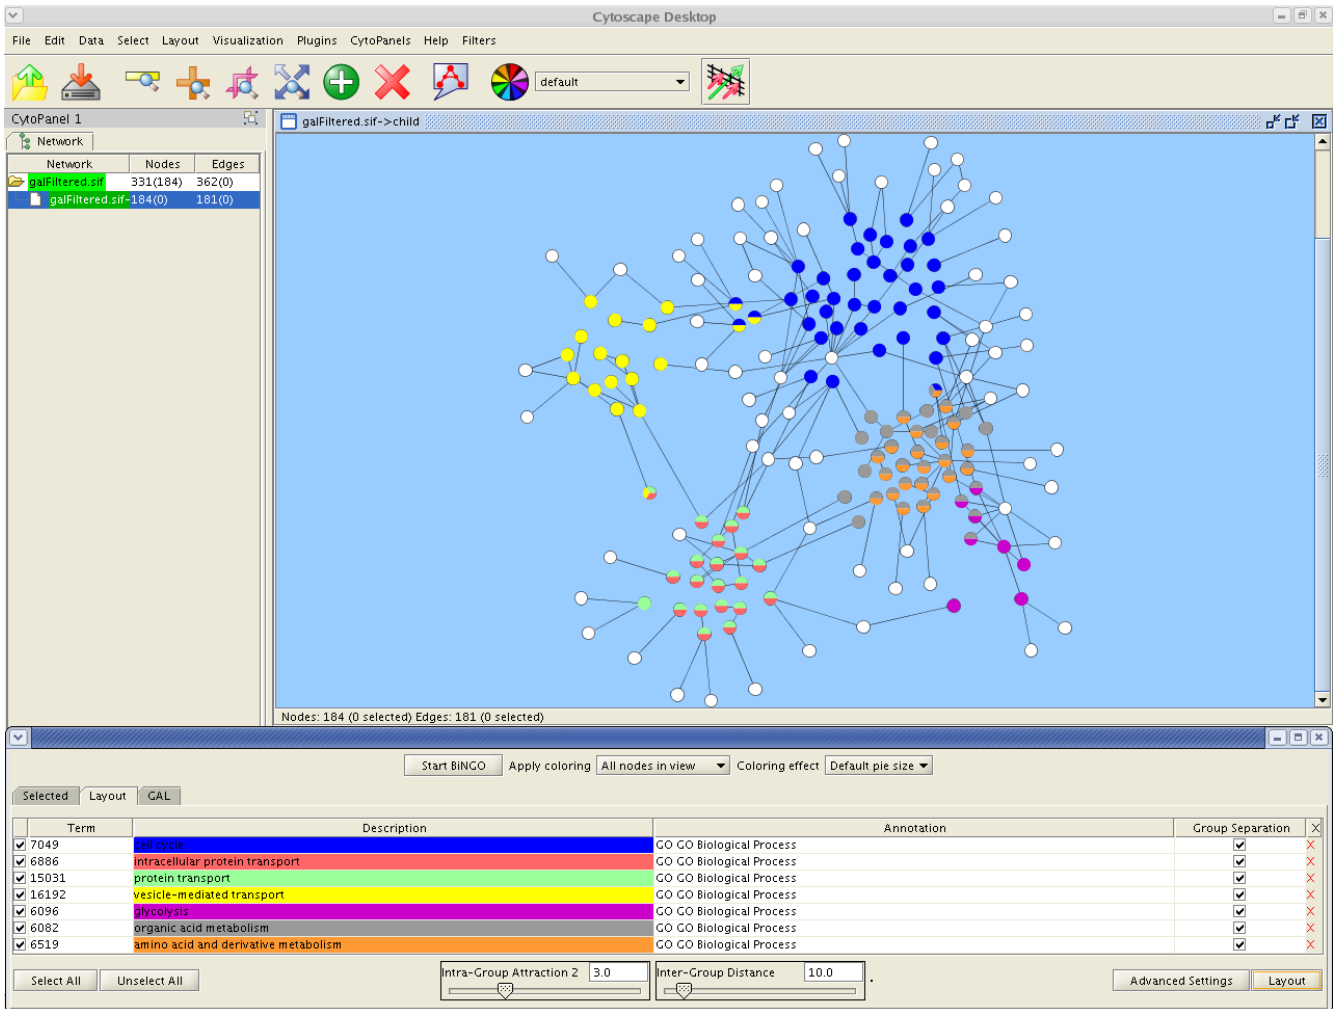 Cytoscape Desktop
File Edit Data Select Layout Visualization Plugins CytoPanels Help Filters
default
CytoPanel 1
galFiltered.sif->child
Network
Network Nodes Edges
galFiltered.sif 331(184) 362(0)
galFiltered.sif- 184(0) 181(0)
Nodes: 184 (0 selected) Edges: 181 (0 selected)
Start BiNGO Apply coloring All nodes in view Coloring effect Default pie size
Selected Layout GAL
Term Description Annotation Group Separation X
7049 cell cycle GO GO Biological Process X
6886 intracellular protein transport GO GO Biological Process X
15031 protein transport GO GO Biological Process X
16192 vesicle-mediated transport GO GO Biological Process X
6096 glycolysis GO GO Biological Process X
6082 organic acid metabolism GO GO Biological Process X
6519 amino acid and derivative metabolism GO GO Biological Process X
Select All Unselect All Intra-Group Attraction 2 3.0 Inter-Group Distance 10.0 . Advanced Settings Layout